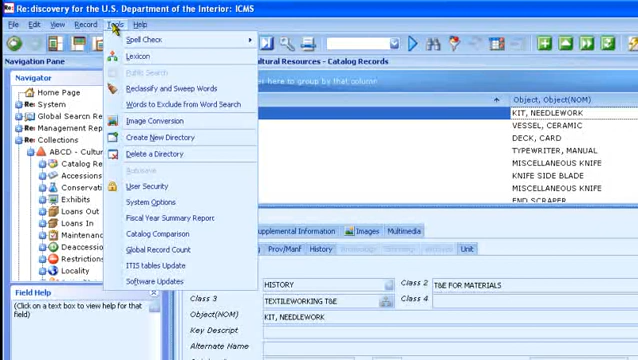 Re:discovery for the U.S. Department of the Interior: ICMS
File Edit View Record Tools Help
Navigation Pane
Cultural Resources - Catalog Records
Navigator
here to group by that column
Home Page
Re: System
Global Search Re
Management Rep
Re: Collections
ABCD - Cultu
Catalog Rec
Accessions
Conservati
Exhibits
Loans Out
Loans In
Maintenanc
Deaccessio
Restrictions
Locality
Spell Check
Lexicon
Public Search
Reclassify and Sweep Words
Words to Exclude from Word Search
Image Conversion
Create New Directory
Delete a Directory
User Security
System Options
Fiscal Year Summary Report
Catalog Comparison
Global Record Count
ITIS tables Update
Software Updates
Object, Object(NOM)
KIT, NEEDLEWORK
VESSEL, CERAMIC
DECK, CARD
TYPEWRITER, MANUAL
MISCELLANEOUS KNIFE
KNIFE SIDE BLADE
MISCELLANEOUS KNIFE
END SCRAPER
Supplemental Information Images Multimedia
Prov/Manf History Unit
Field Help
(Click on a text box to view help for that
field)
HISTORY Class 2 T&E FOR MATERIALS
Class 3 TEXTILEWORKING T&E Class 4
Object(NOM) KIT, NEEDLEWORK
Key Descript
Alternate Name